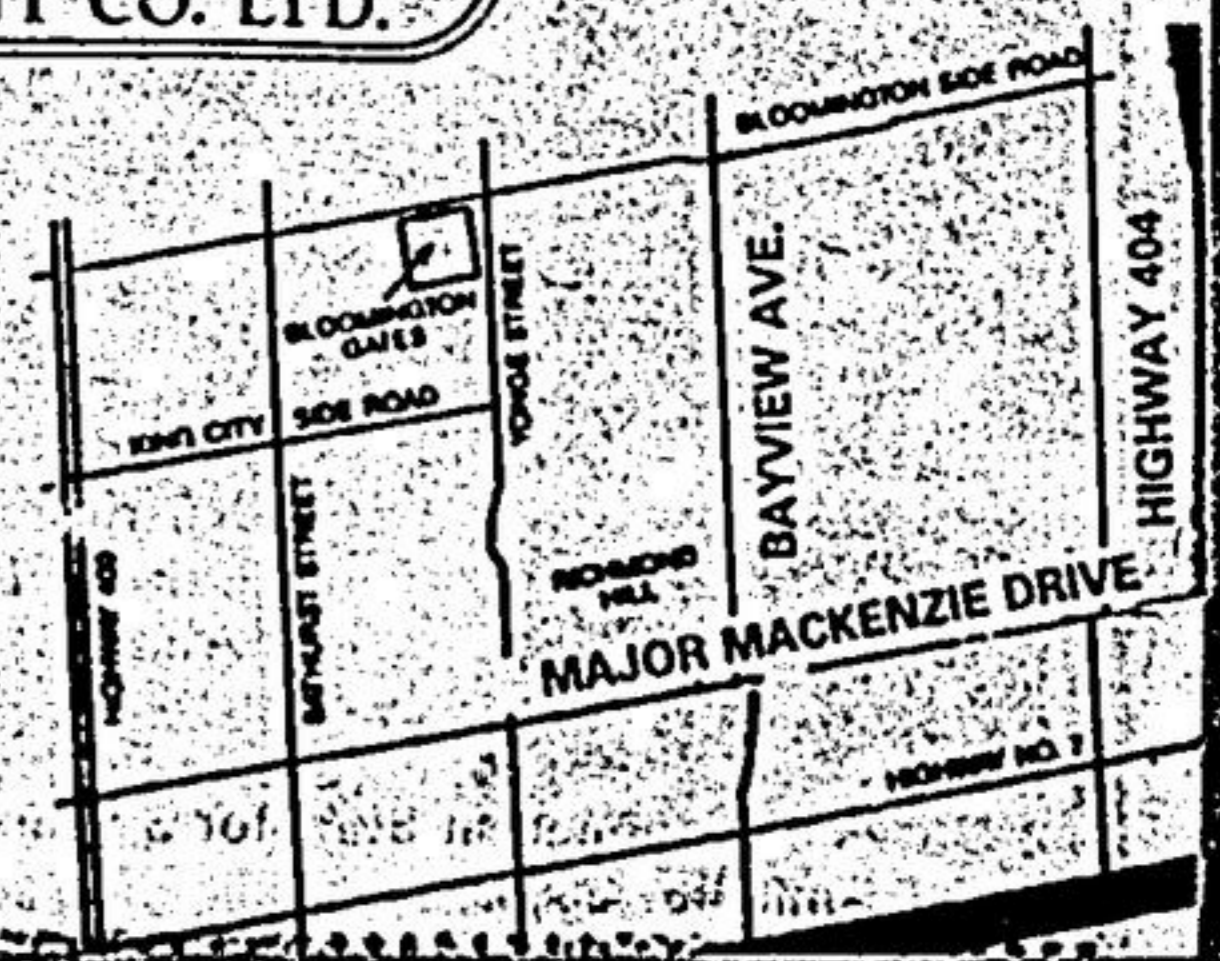 CO. LTD.
BLOOMINGTON SIDE ROAD
BLOOMINGTON
GATES
YONGE STREET
BAYVIEW AVE.
HIGHWAY 404
KING CITY SIDE ROAD
BATHURST STREET
HIGHWAY 400
RICHMOND
HILL
MAJOR MACKENZIE DRIVE
HIGHWAY NO. 7